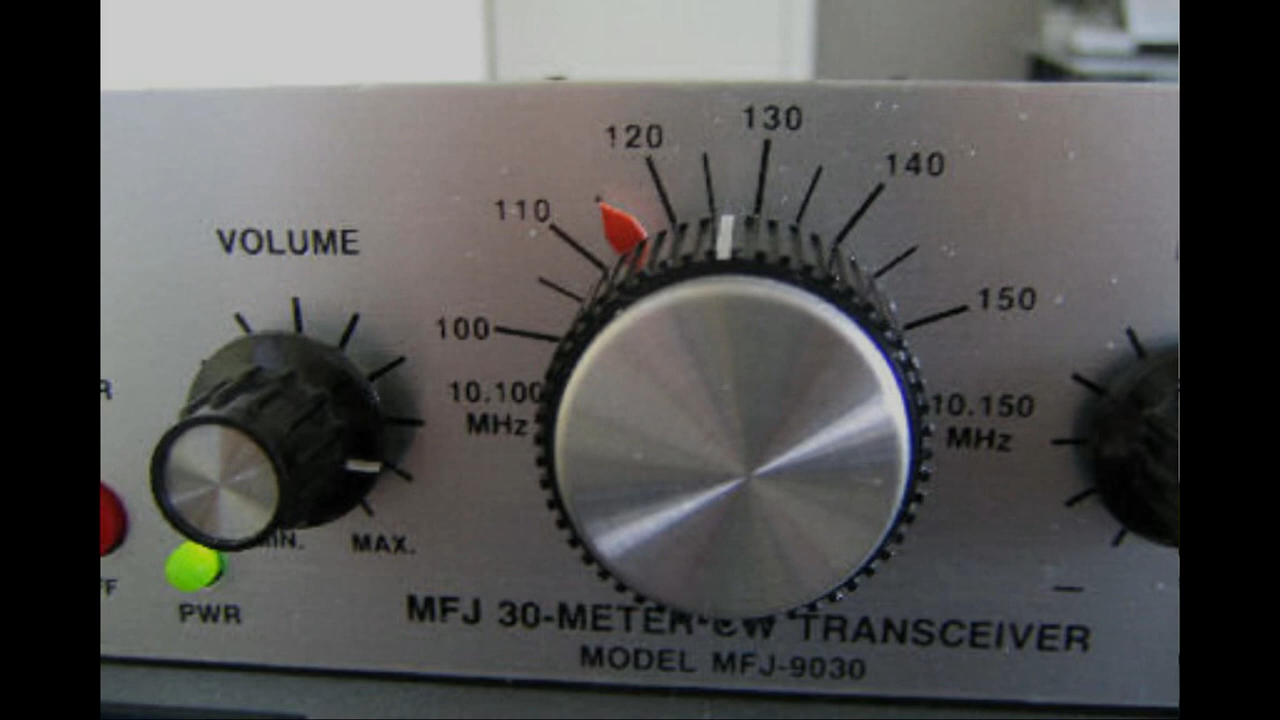 130
120
140
110
VOLUME
150
100
10.100
MHz
10.150
MHz
MIN.
MAX.
PWR
MFJ 30-METER CW TRANSCEIVER
MODEL MFJ-9030